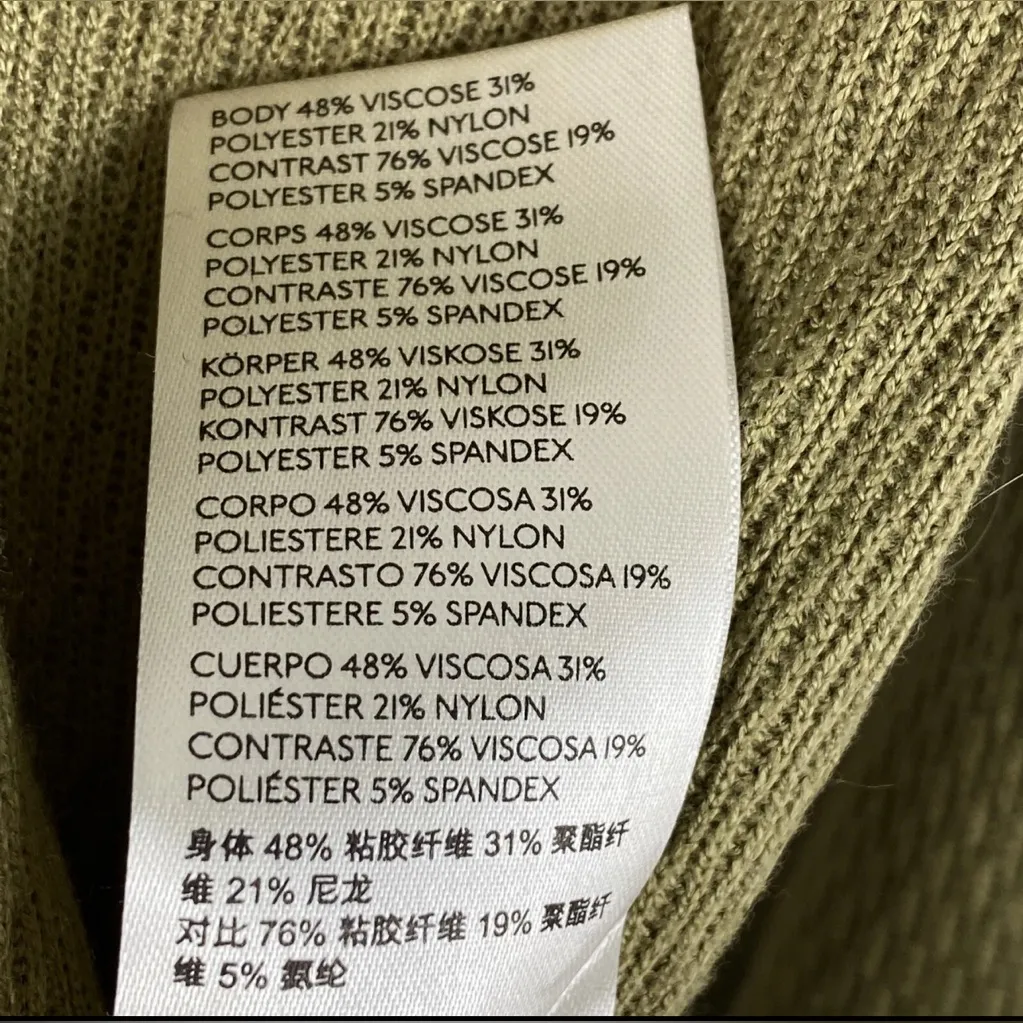 BODY 48% VISCOSE 31%
POLYESTER 21% NYLON
CONTRAST 76% VISCOSE 19%
POLYESTER 5% SPANDEX
CORPS 48% VISCOSE 31%
POLYESTER 21% NYLON
CONTRASTE 76% VISCOSE 19%
POLYESTER 5% SPANDEX
KÖRPER 48% VISKOSE 31%
POLYESTER 21% NYLON
KONTRAST 76% VISKOSE 19%
POLYESTER 5% SPANDEX
CORPO 48% VISCOSA 31%
POLIESTERE 21% NYLON
CONTRASTO 76% VISCOSA 19%
POLIESTERE 5% SPANDEX
CUERPO 48% VISCOSA 31%
POLIÉSTER 21% NYLON
CONTRASTE 76% VISCOSA 19%
POLIÉSTER 5% SPANDEX
身体 48% 粘胶纤维 31% 聚酯纤
维 21% 尼龙
对比 76% 粘胶纤维 19% 聚酯纤
维 5% 氨纶